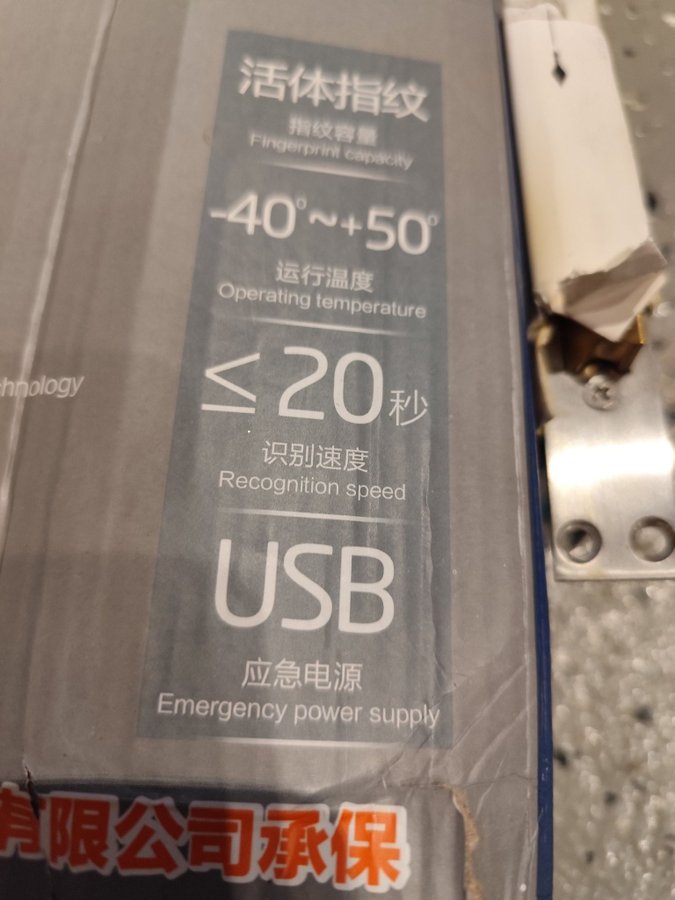 活体指纹
指纹容量
Fingerprint capacity
-40°~+50°
运行温度
Operating temperature
≤20秒
识别速度
Recognition speed
USB
应急电源
Emergency power supply
hnology
有限公司承保